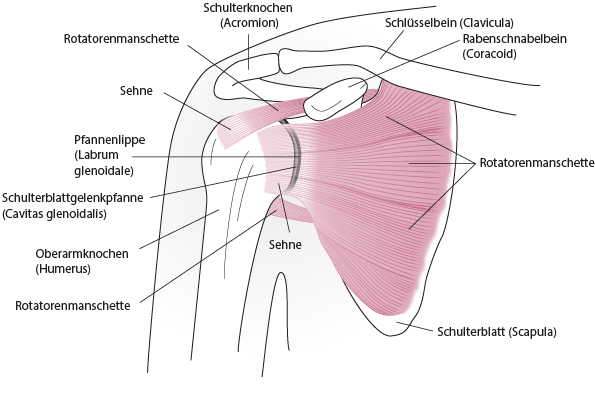 Schulterknochen
(Acromion)
Schlüsselbein (Clavicula)
Rotatorenmanschette
Rabenschnabelbein
(Coracoid)
Sehne
Pfannenlippe
(Labrum
glenoidale)
Rotatorenmanschette
Schulterblattgelenkpfanne
(Cavitas glenoidalis)
Sehne
Oberarmknochen
(Humerus)
Rotatorenmanschette
Schulterblatt (Scapula)